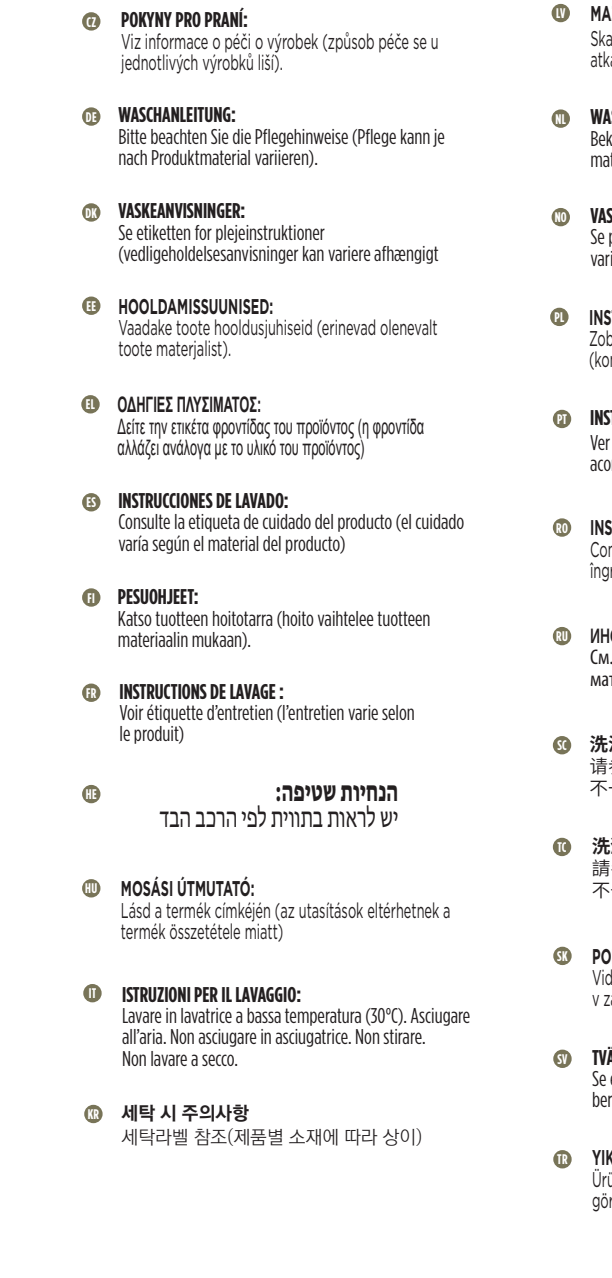 CZ POKYNY PRO PRANÍ:
Viz informace o péči o výrobek (způsob péče se u
jednotlivých výrobků liší).
DE WASCHANLEITUNG:
Bitte beachten Sie die Pflegehinweise (Pflege kann je
nach Produktmaterial variieren).
DK VASKEANVISNINGER:
Se etiketten for plejeinstruktioner
(vedligeholdelsesanvisninger kan variere afhængigt
EE HOOLDAMISSUUNISED:
Vaadake toote hooldusjuhiseid (erinevad olenevalt
toote materjalist).
EL ΟΔΗΓΙΕΣ ΠΛΥΣΙΜΑΤΟΣ:
Δείτε την ετικέτα φροντίδας του προϊόντος (η φροντίδα
αλλάζει ανάλογα με το υλικό του προϊόντος)
ES INSTRUCCIONES DE LAVADO:
Consulte la etiqueta de cuidado del producto (el cuidado
varía según el material del producto)
FI PESUOHJEET:
Katso tuotteen hoitotarra (hoito vaihtelee tuotteen
materiaalin mukaan).
FR INSTRUCTIONS DE LAVAGE :
Voir étiquette d'entretien (l'entretien varie selon
le produit)
HE הנחיות שטיפה:
יש לראות בתווית לפי הרכב הבד
HU MOSÁSI ÚTMUTATÓ:
Lásd a termék címkéjén (az utasítások eltérhetnek a
termék összetétele miatt)
IT ISTRUZIONI PER IL LAVAGGIO:
Lavare in lavatrice a bassa temperatura (30°C). Asciugare
all'aria. Non asciugare in asciugatrice. Non stirare.
Non lavare a secco.
KR 세탁 시 주의사항
세탁라벨 참조(제품별 소재에 따라 상이)
LV
NL
NO
Se
PL
PT
Ver
RO
RU
См.
SC
TC
SK
SV
Se
TR